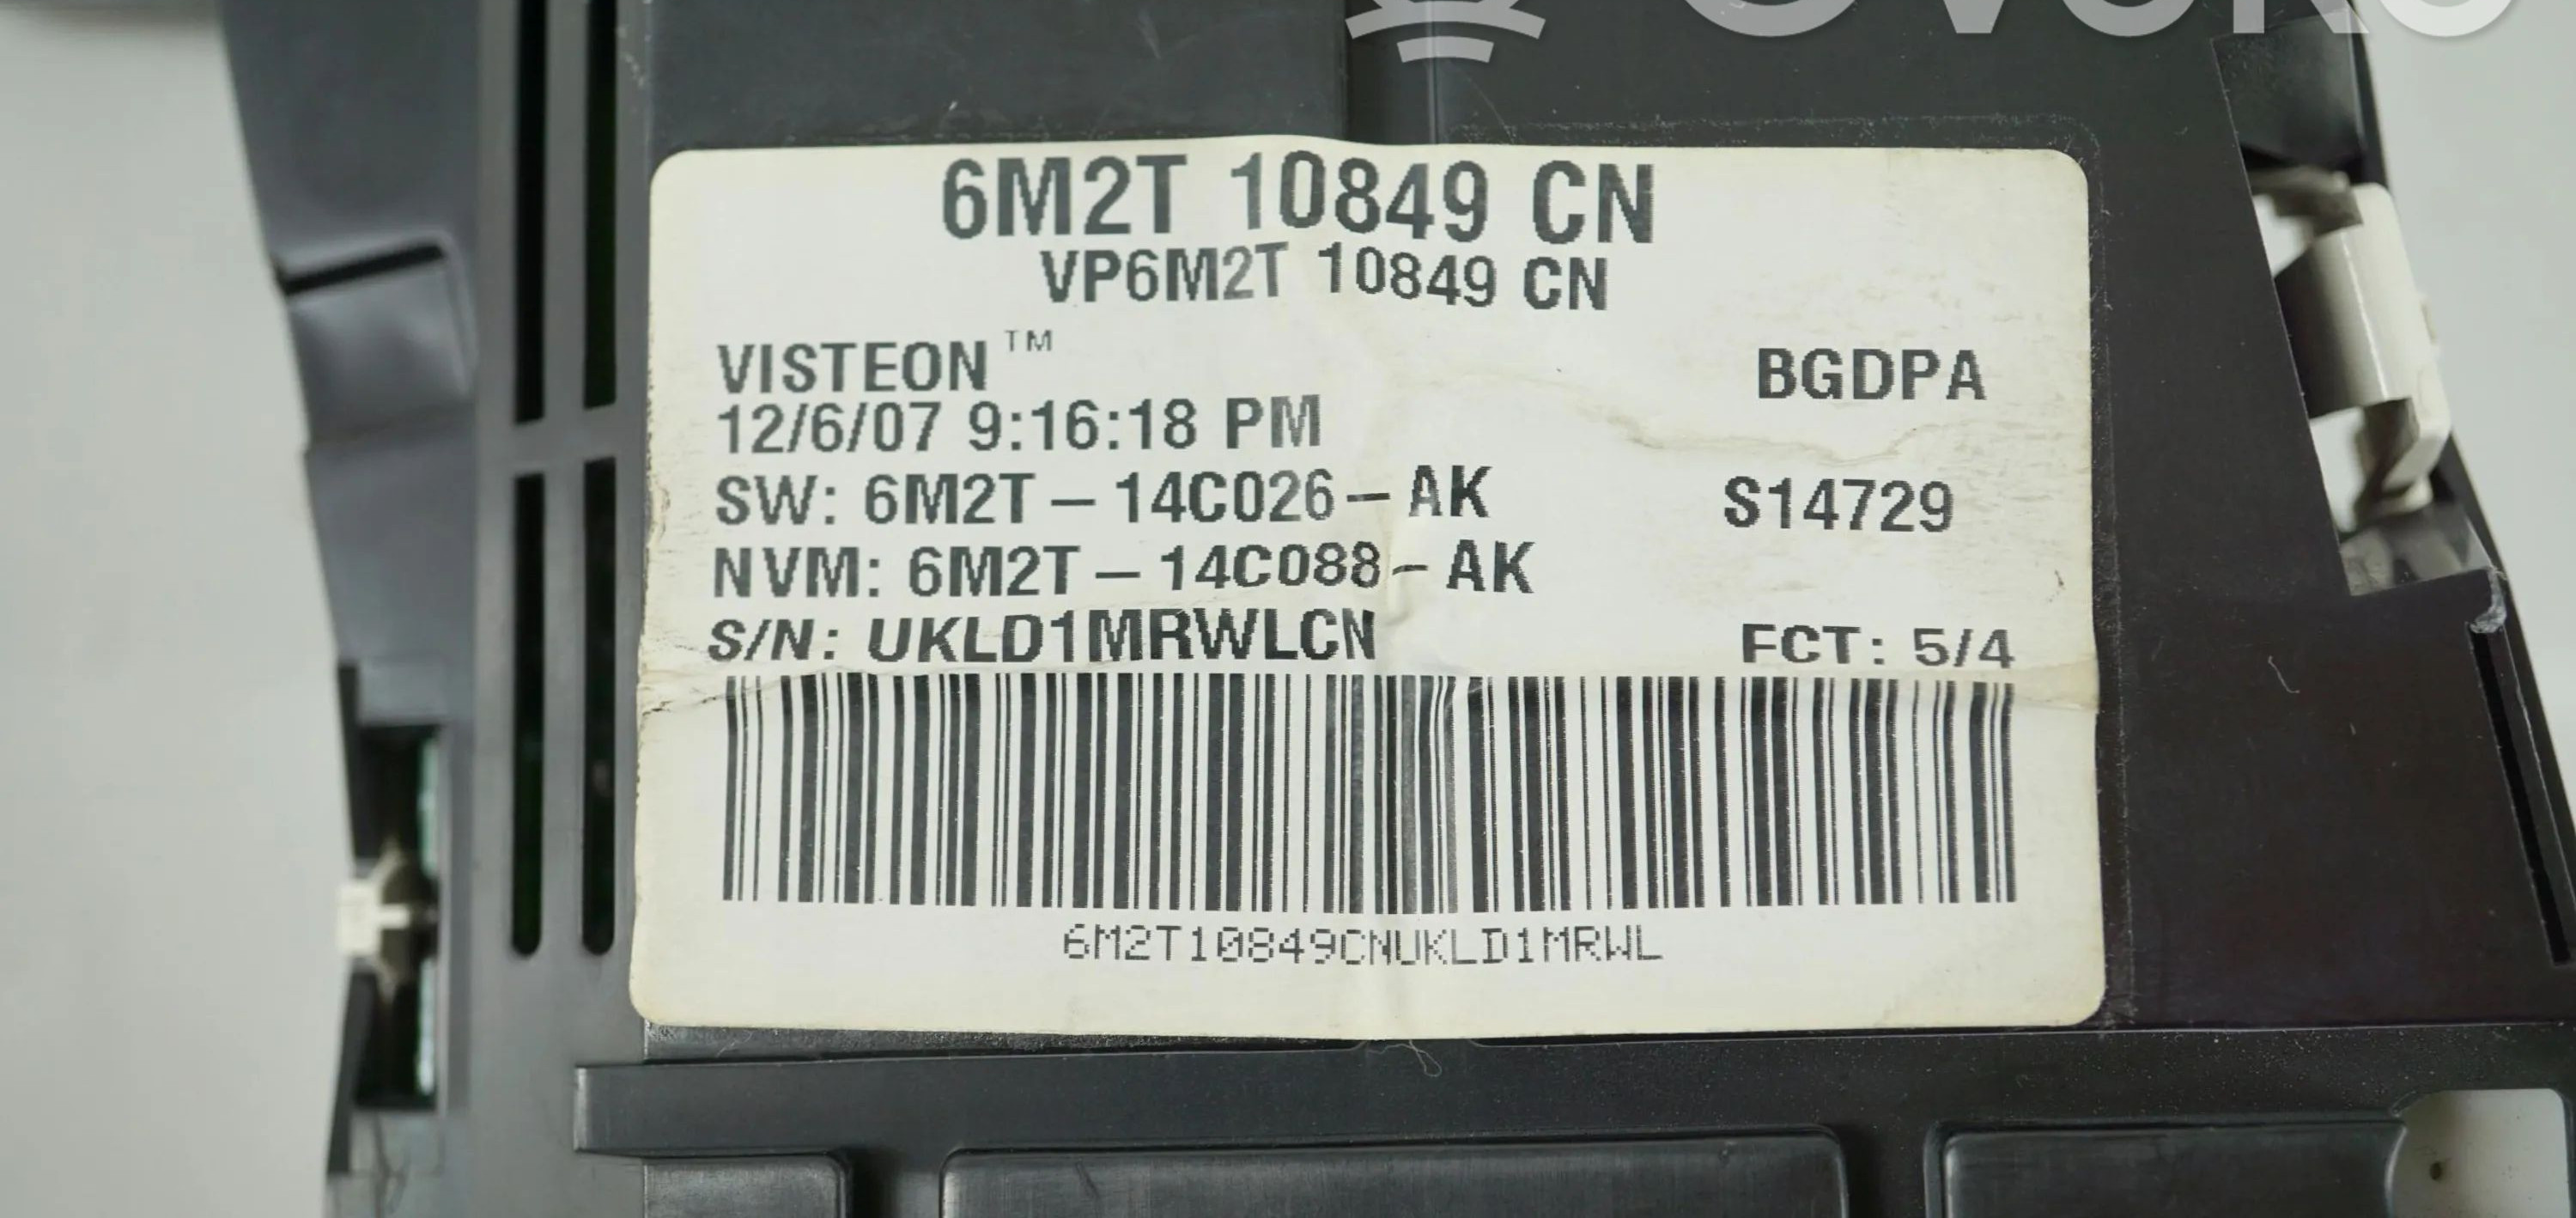 6M2T 10849 CN
VP6M2T 10849 CN
VISTEON™ BGDPA
12/6/07 9:16:18 PM
SW: 6M2T – 14C026 – AK S14729
NVM: 6M2T – 14C088 – AK
S/N: UKLD1MRWLCN FCT: 5/4
6M2T10849CNUKLD1MRWL